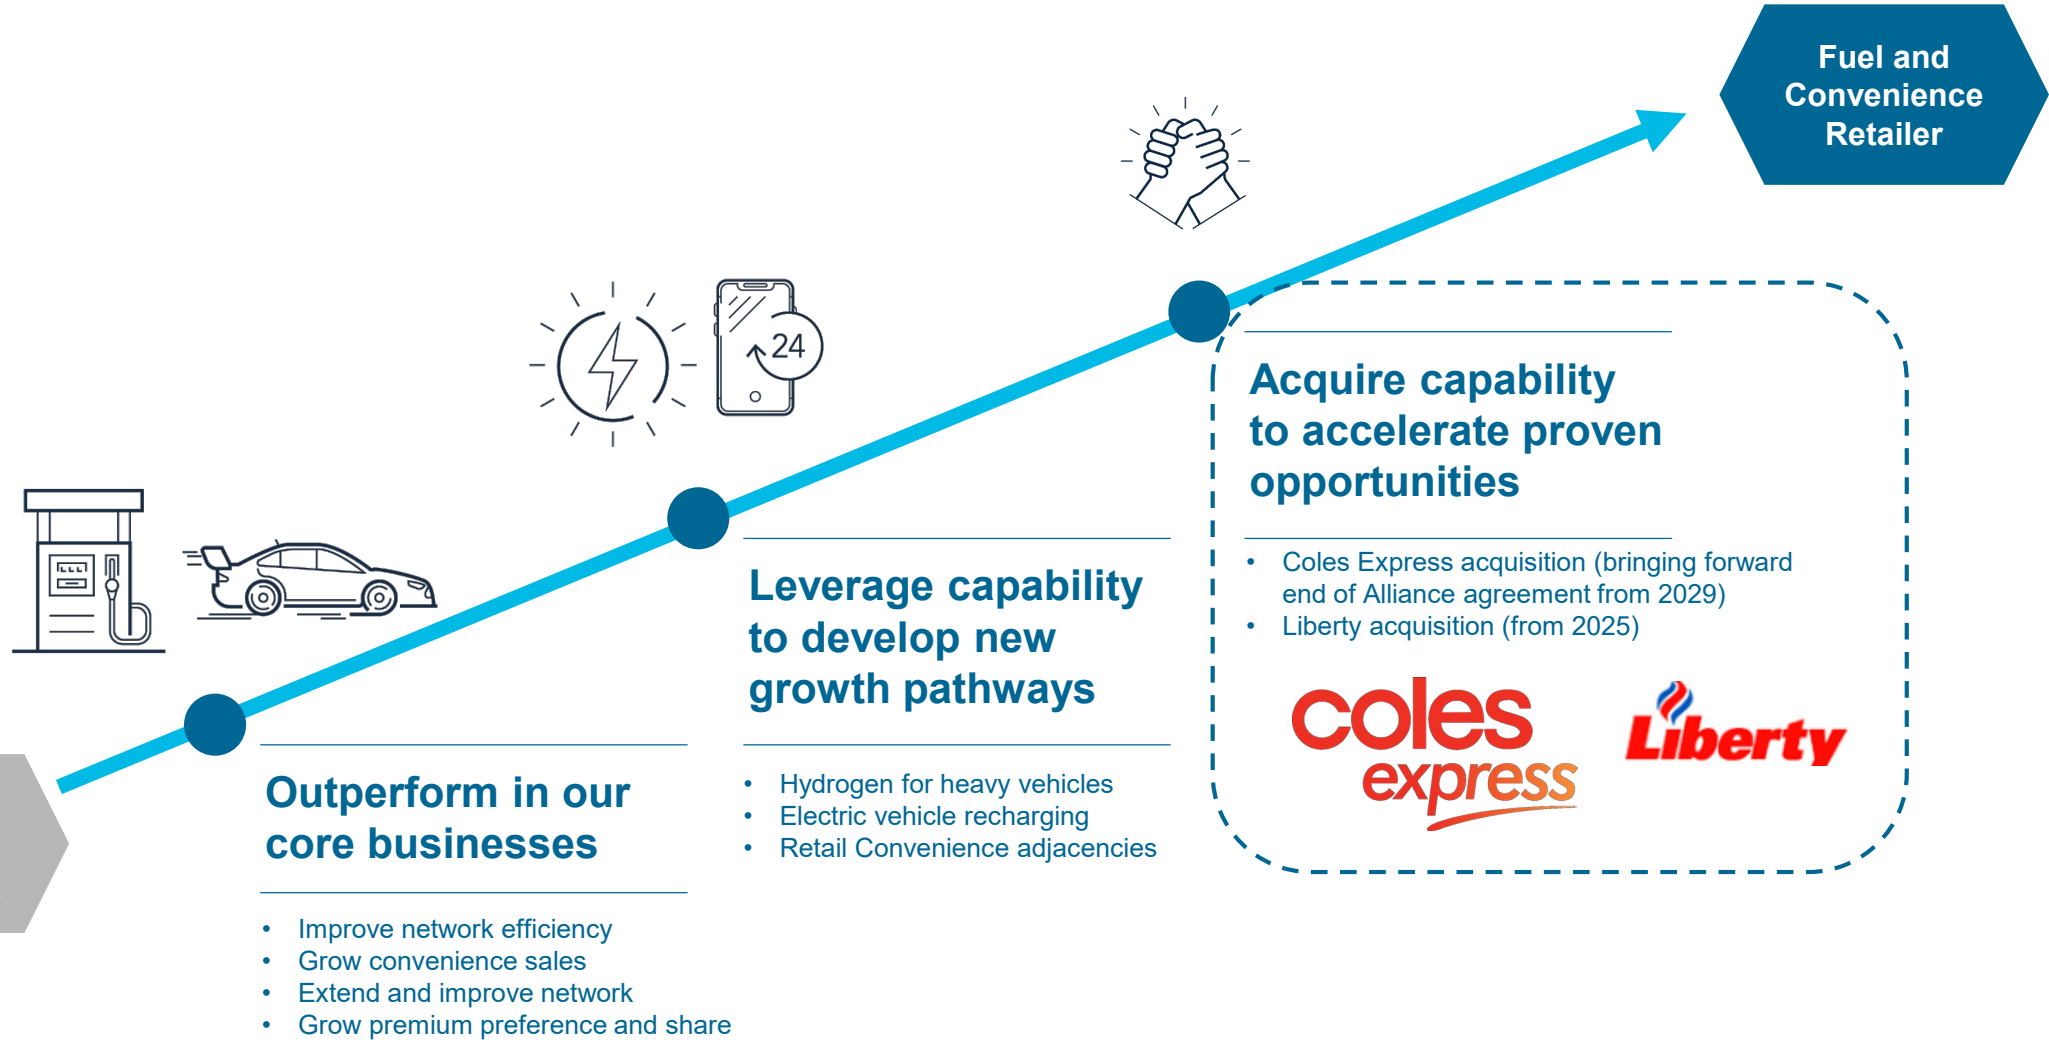 Fuel and
Convenience
Retailer
24
Acquire capability
to accelerate proven
opportunities
• Coles Express acquisition (bringing forward
end of Alliance agreement from 2029)
• Liberty acquisition (from 2025)
coles
express
Liberty
Leverage capability
to develop new
growth pathways
• Hydrogen for heavy vehicles
• Electric vehicle recharging
• Retail Convenience adjacencies
Outperform in our
core businesses
• Improve network efficiency
• Grow convenience sales
• Extend and improve network
• Grow premium preference and share